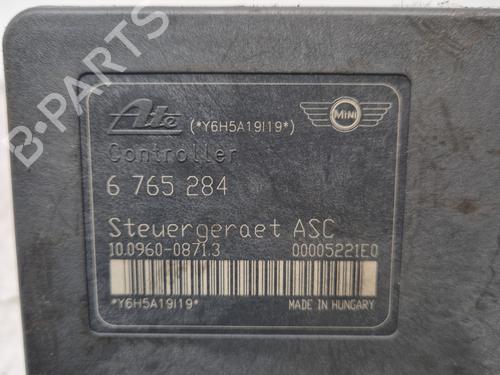 B-PARTS
Ate (*Y6H5A19I19*) MINI
Controller
6 765 284
Steuergeraet ASC
10.0960-0871.3 00005221E0
*Y6H5A19I19* MADE IN HUNGARY